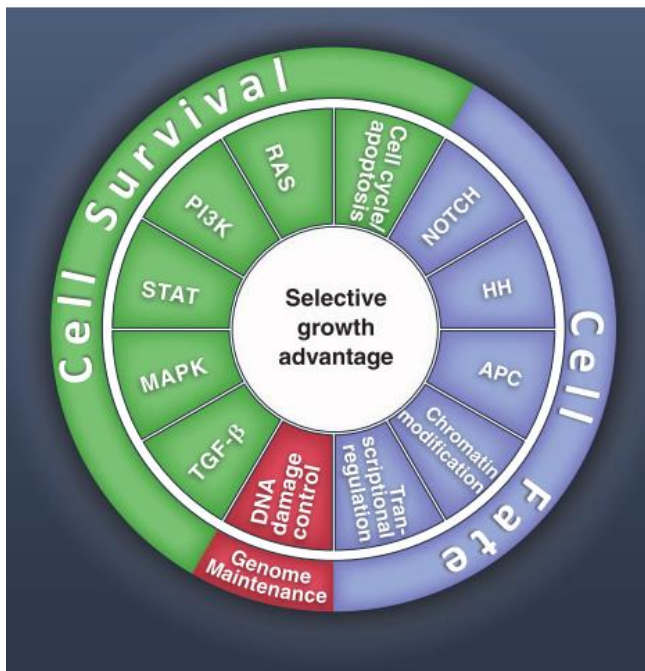 Cell Survival
Cell Fate
Genome
Maintenance
Cell cycle/
apoptosis
NOTCH
HH
APC
Chromatin
modification
Tran-
scriptional
regulation
DNA
damage
control
TGF-β
MAPK
STAT
PI3K
RAS
Selective
growth
advantage